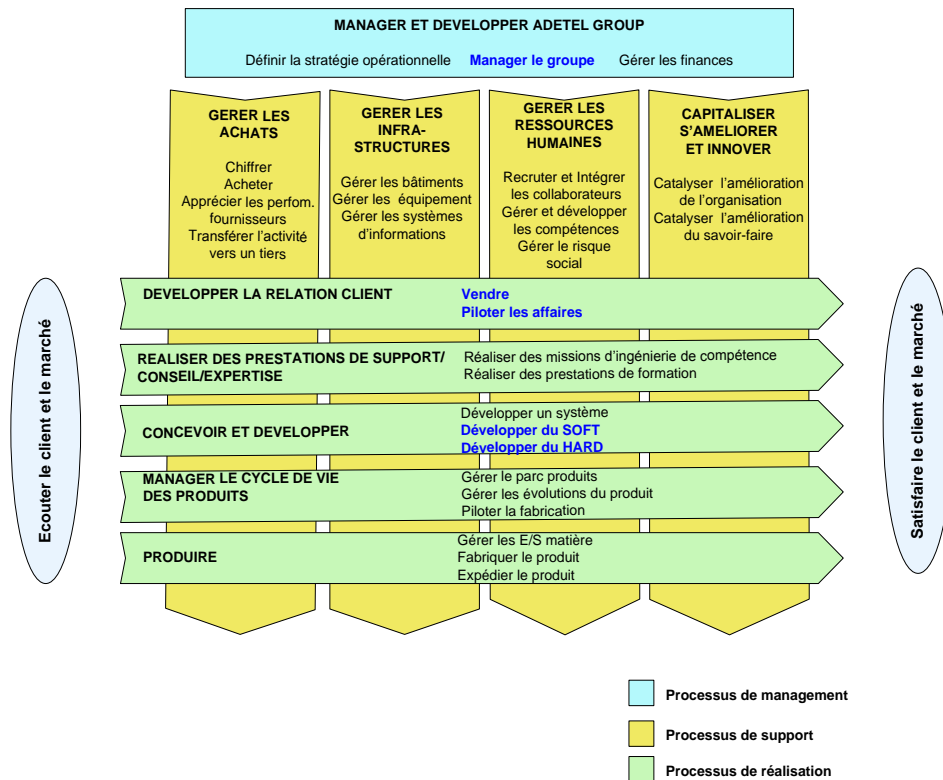 MANAGER ET DEVELOPPER ADETEL GROUP
Définir la stratégie opérationnelle Manager le groupe Gérer les finances
GERER LES
ACHATS
Chiffrer
Acheter
Apprécier les perfom.
fournisseurs
Transférer l'activité
vers un tiers
GERER LES
INFRA-
STRUCTURES
Gérer les bâtiments
Gérer les équipement
Gérer les systèmes
d'informations
GERER LES
RESSOURCES
HUMAINES
Recruter et Intégrer
les collaborateurs
Gérer et développer
les compétences
Gérer le risque
social
CAPITALISER
S'AMELIORER
ET INNOVER
Catalyser l'amélioration
de l'organisation
Catalyser l'amélioration
du savoir-faire
Ecouter le client et le marché
DEVELOPPER LA RELATION CLIENT
Vendre
Piloter les affaires
REALISER DES PRESTATIONS DE SUPPORT/
CONSEIL/EXPERTISE
Réaliser des missions d'ingénierie de compétence
Réaliser des prestations de formation
CONCEVOIR ET DEVELOPPER
Développer un système
Développer du SOFT
Développer du HARD
MANAGER LE CYCLE DE VIE
DES PRODUITS
Gérer le parc produits
Gérer les évolutions du produit
Piloter la fabrication
PRODUIRE
Gérer les E/S matière
Fabriquer le produit
Expédier le produit
Satisfaire le client et le marché
Processus de management
Processus de support
Processus de réalisation